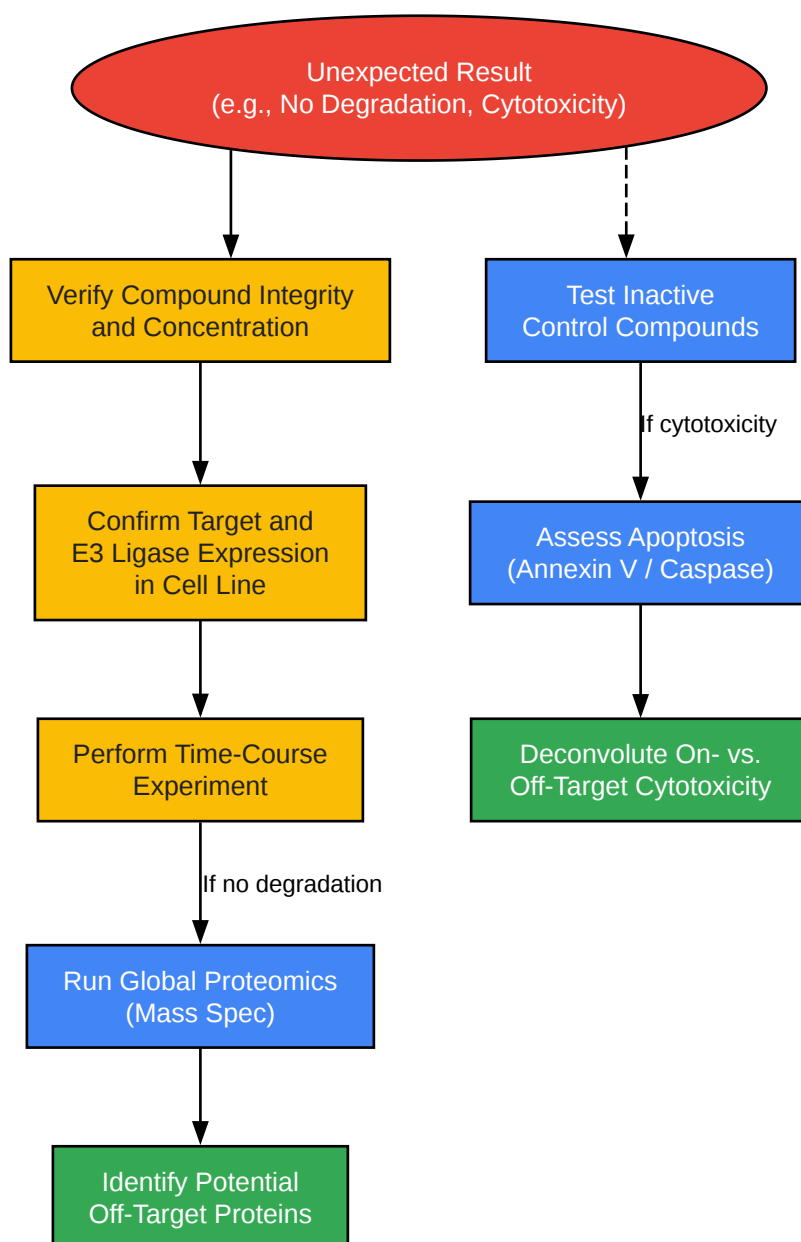 Unexpected Result
(e.g., No Degradation, Cytotoxicity)
Verify Compound Integrity
and Concentration
Test Inactive
Control Compounds
If cytotoxicity
Confirm Target and
E3 Ligase Expression
in Cell Line
Assess Apoptosis
(Annexin V / Caspase)
Perform Time-Course
Experiment
Deconvolute On- vs.
Off-Target Cytotoxicity
If no degradation
Run Global Proteomics
(Mass Spec)
Identify Potential
Off-Target Proteins